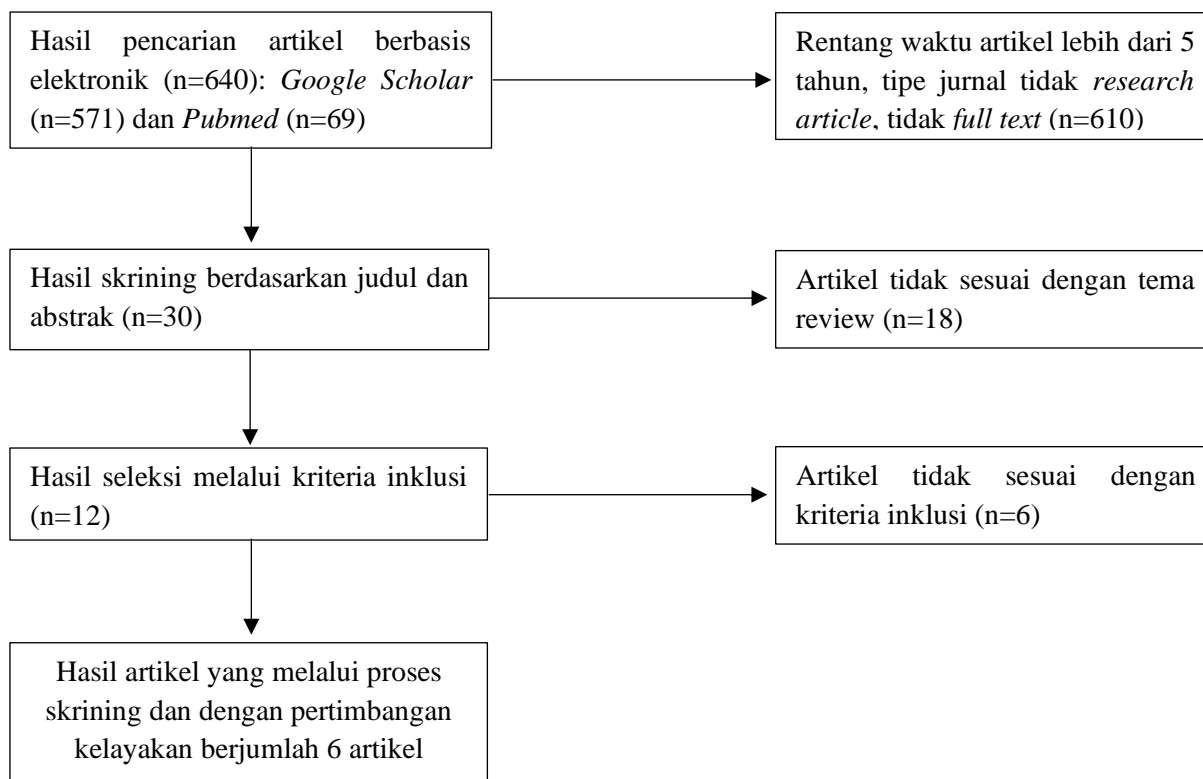 Hasil pencarian artikel berbasis
elektronik (n=640): Google Scholar
(n=571) dan Pubmed (n=69)
Rentang waktu artikel lebih dari 5
tahun, tipe jurnal tidak research
article, tidak full text (n=610)
Hasil skrining berdasarkan judul dan
abstrak (n=30)
Artikel tidak sesuai dengan tema
review (n=18)
Hasil seleksi melalui kriteria inklusi
(n=12)
Artikel tidak sesuai dengan
kriteria inklusi (n=6)
Hasil artikel yang melalui proses
skrining dan dengan pertimbangan
kelayakan berjumlah 6 artikel